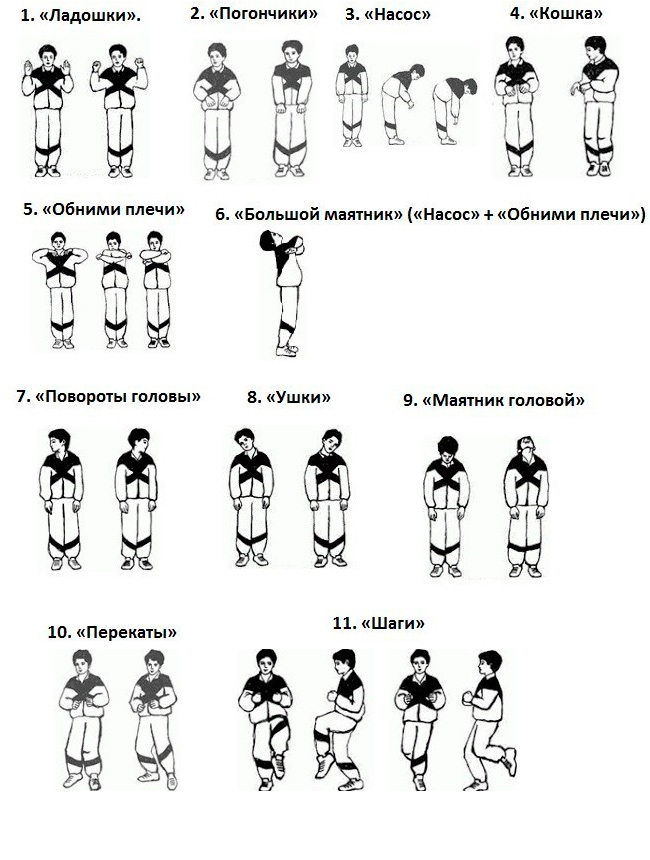 1. «Ладошки».
2. «Погончики»
3. «Насос»
4. «Кошка»
5. «Обними плечи»
6. «Большой маятник» («Насос» + «Обними плечи»)
7. «Повороты головы»
8. «Ушки»
9. «Маятник головой»
10. «Перекаты»
11. «Шаги»